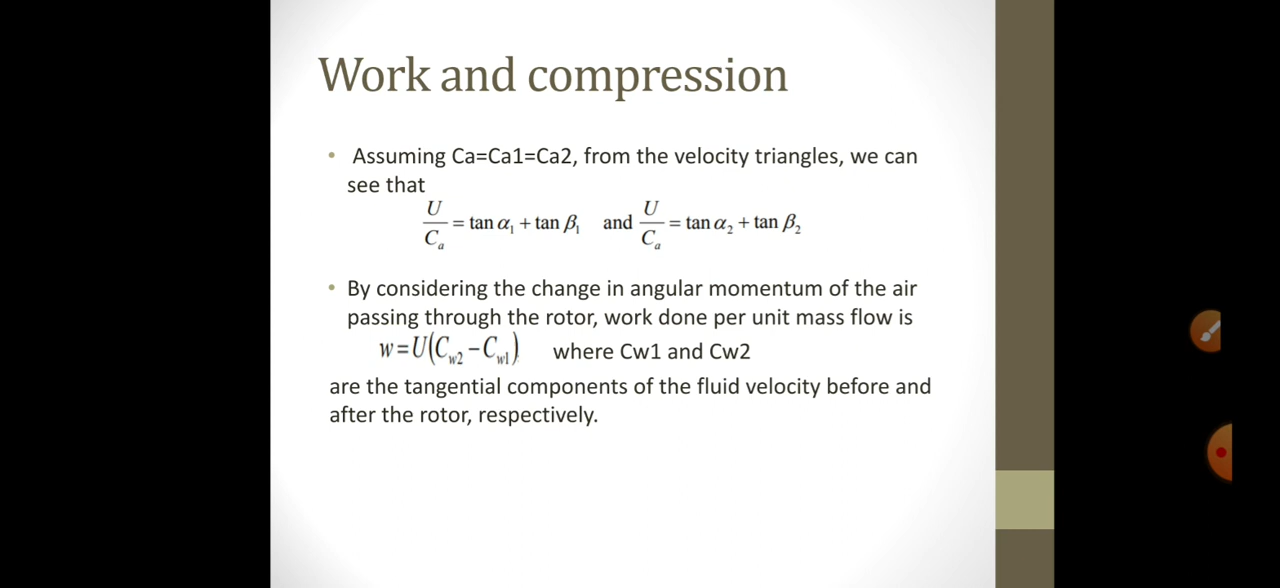 Work and compression
• Assuming Ca=Ca1=Ca2, from the velocity triangles, we can
see that
U/Cₐ = tan α₁ + tan β₁ and U/Cₐ = tan α₂ + tan β₂
• By considering the change in angular momentum of the air
passing through the rotor, work done per unit mass flow is
w=U(C_w2 −C_w1) where Cw1 and Cw2
are the tangential components of the fluid velocity before and
after the rotor, respectively.